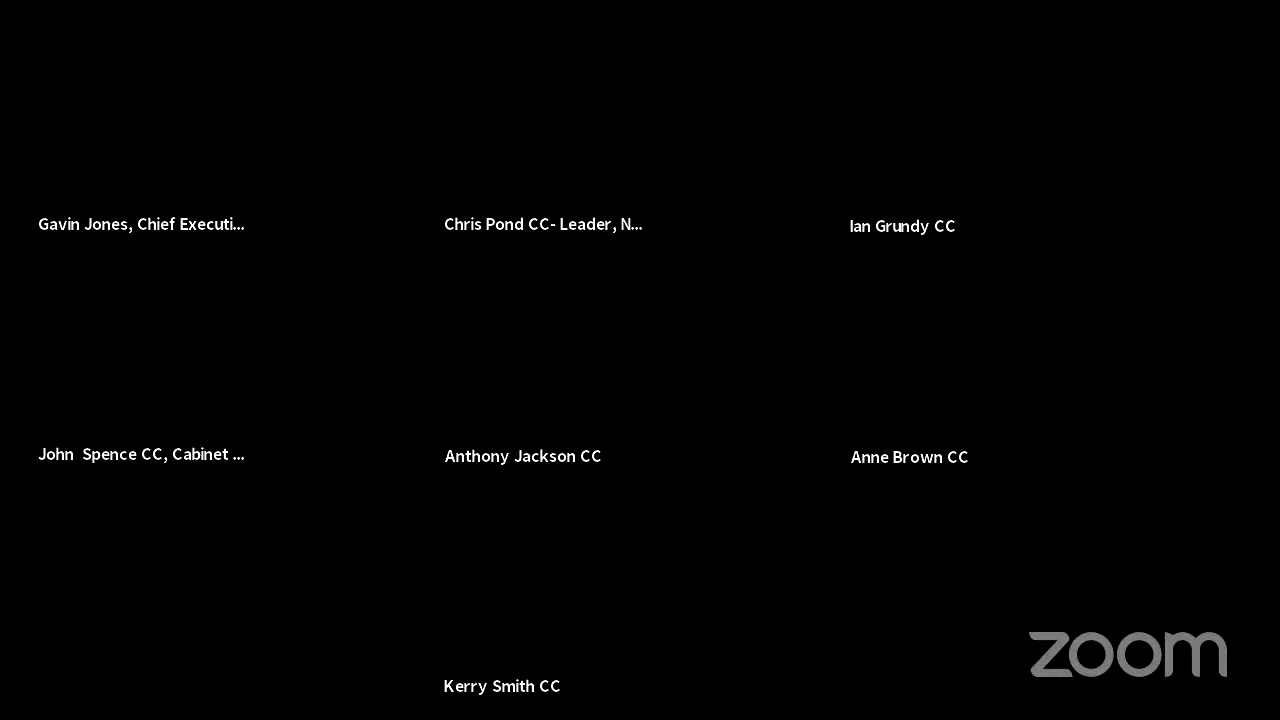 Gavin Jones, Chief Executi...
Chris Pond CC- Leader, N...
Ian Grundy CC
John  Spence CC, Cabinet ...
Anthony Jackson CC
Anne Brown CC
Kerry Smith CC
zoom